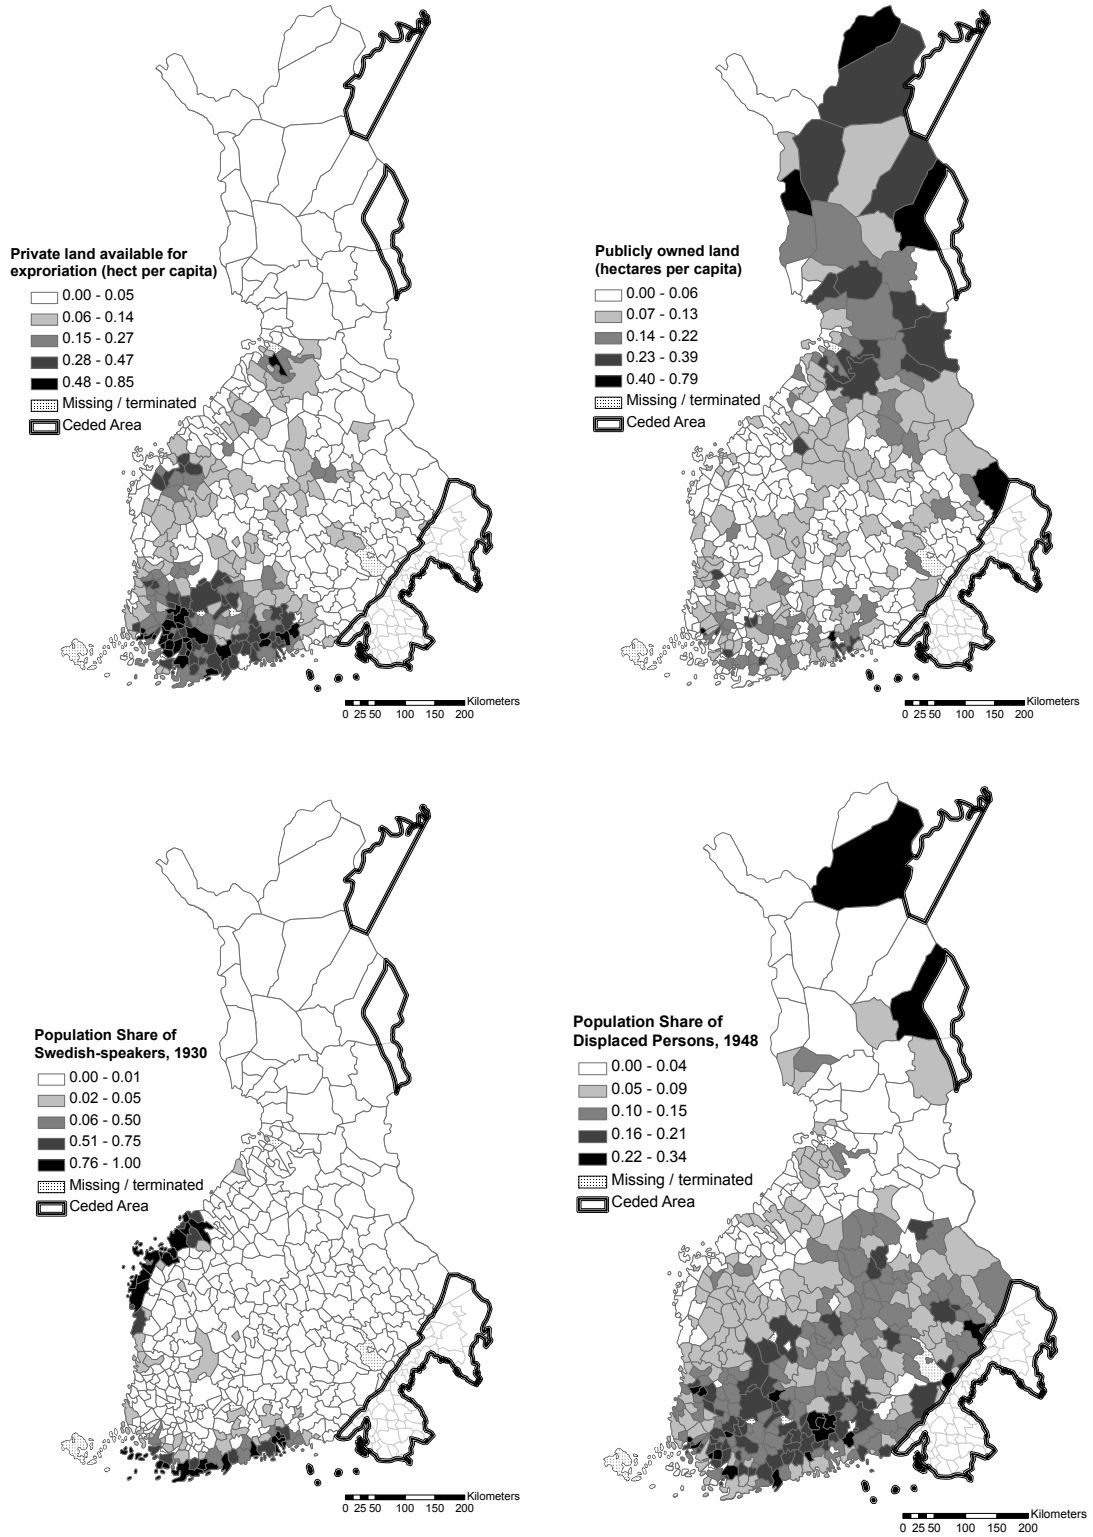 Private land available for
exproriation (hect per capita)
0.00 - 0.05
0.06 - 0.14
0.15 - 0.27
0.28 - 0.47
0.48 - 0.85
Missing / terminated
Ceded Area
Kilometers
0 25 50 100 150 200
Publicly owned land
(hectares per capita)
0.00 - 0.06
0.07 - 0.13
0.14 - 0.22
0.23 - 0.39
0.40 - 0.79
Missing / terminated
Ceded Area
Kilometers
0 25 50 100 150 200
Population Share of
Swedish-speakers, 1930
0.00 - 0.01
0.02 - 0.05
0.06 - 0.50
0.51 - 0.75
0.76 - 1.00
Missing / terminated
Ceded Area
Kilometers
0 25 50 100 150 200
Population Share of
Displaced Persons, 1948
0.00 - 0.04
0.05 - 0.09
0.10 - 0.15
0.16 - 0.21
0.22 - 0.34
Missing / terminated
Ceded Area
Kilometers
0 25 50 100 150 200